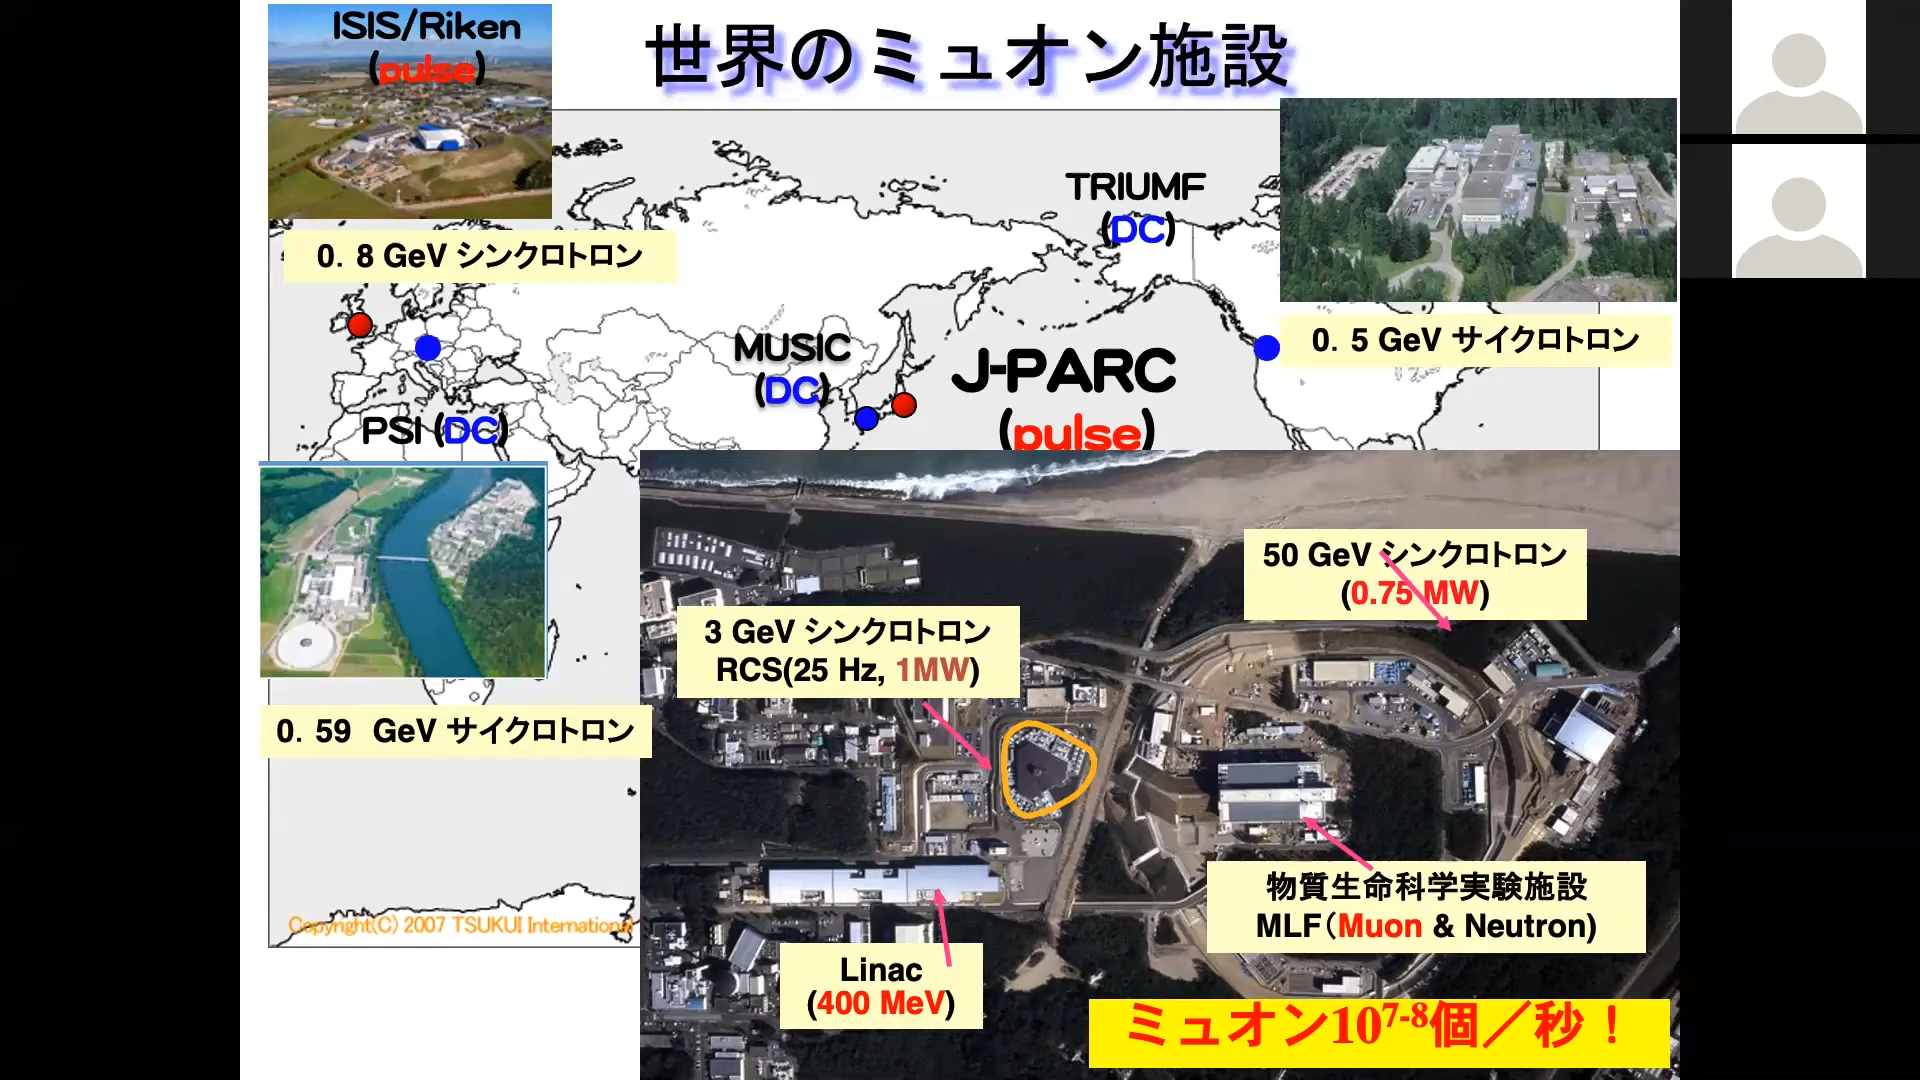 世界のミュオン施設
ISIS/Riken
(pulse)
0. 8 GeV シンクロトロン
TRIUMF
(DC)
0. 5 GeV サイクロトロン
MUSIC
(DC)
J-PARC
(pulse)
PSI (DC)
0. 59 GeV サイクロトロン
50 GeV シンクロトロン
(0.75 MW)
3 GeV シンクロトロン
RCS(25 Hz, 1MW)
物質生命科学実験施設
MLF(Muon & Neutron)
Linac
(400 MeV)
ミュオン10⁷⁻⁸個／秒！
Copyright(C) 2007 TSUKUI International